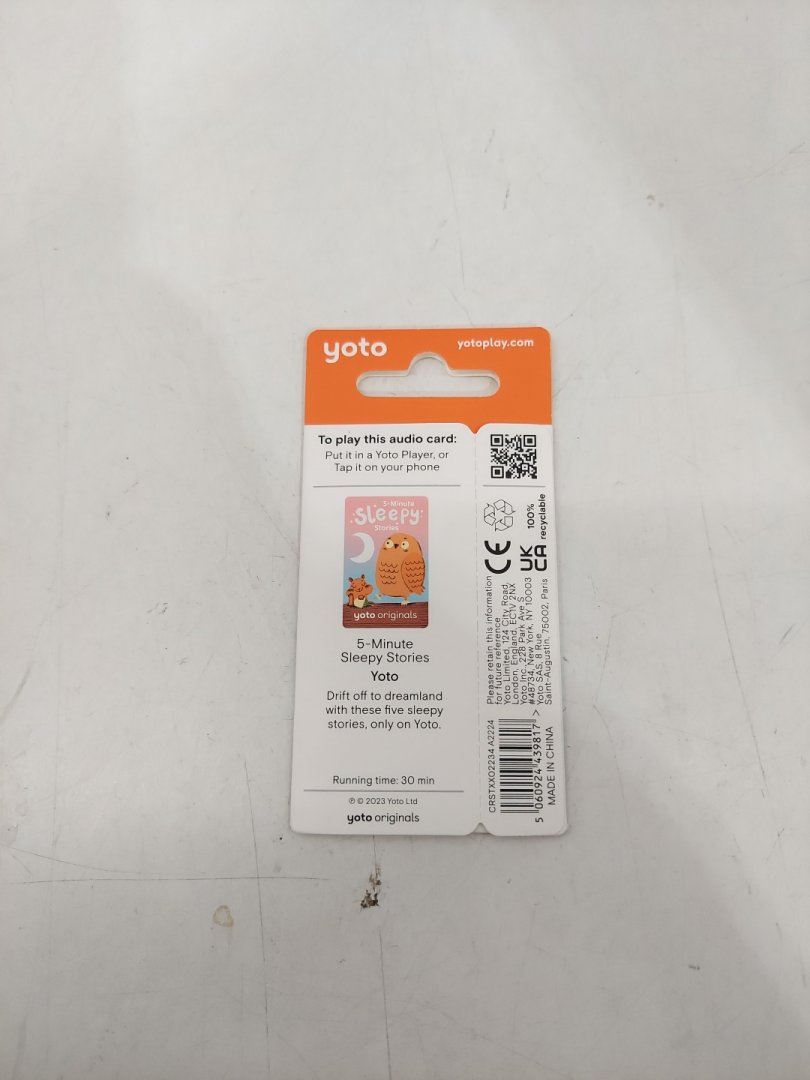 yoto
yotoplay.com
To play this audio card:
Put it in a Yoto Player, or
Tap it on your phone
5-Minute
sleepy
Stories
yoto originals
5-Minute
Sleepy Stories
Yoto
Drift off to dreamland
with these five sleepy
stories, only on Yoto.
Running time: 30 min
℗ © 2023 Yoto Ltd
yoto originals
100%
recyclable
CE
UK
CA
Please retain this information
for future reference
Yoto Limited, 124 City Road,
London, England, EC1V 2NX
Yoto Inc., 228 Park Ave S
#48734, New York, NY 10003
Yoto SAS, 8 Rue
Saint-Augustin, 75002, Paris
CRSTXX02234 A2224
5 060924 439817 >
MADE IN CHINA